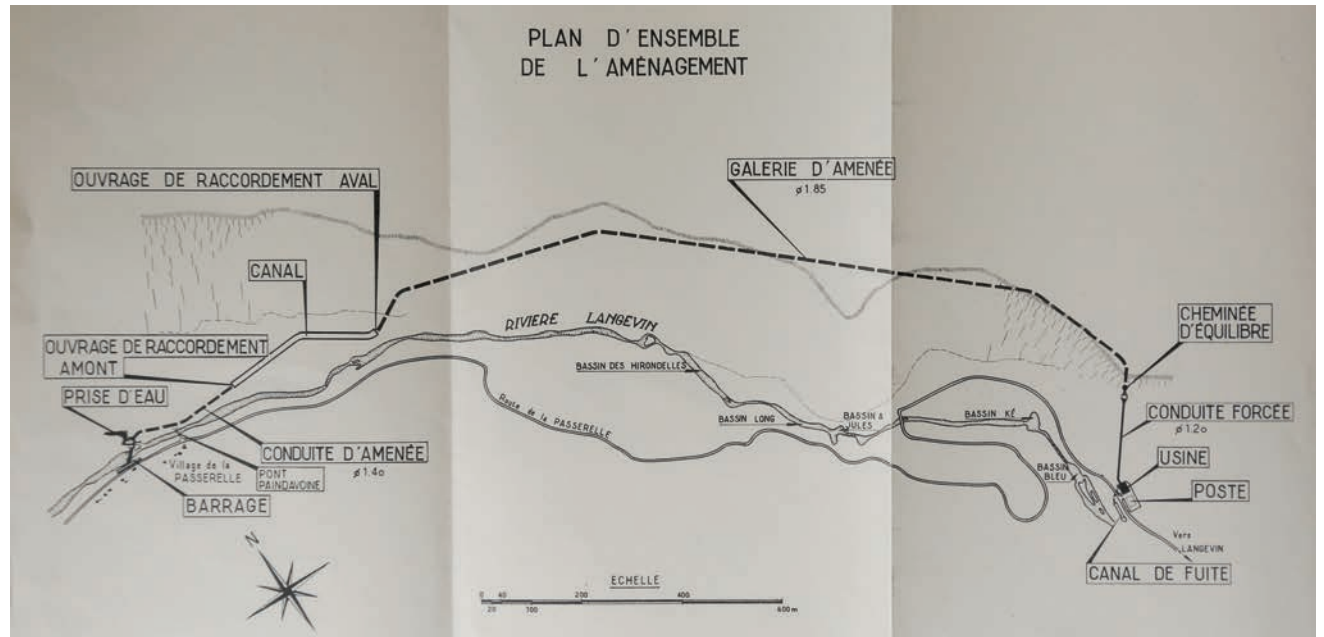 PLAN D'ENSEMBLE
DE L'AMÉNAGEMENT
GALERIE D'AMENÉE
ø 1.85
OUVRAGE DE RACCORDEMENT AVAL
CANAL
OUVRAGE DE RACCORDEMENT
AMONT
PRISE D'EAU
RIVIERE LANGEVIN
CHEMINÉE
D'ÉQUILIBRE
BASSIN DES HIRONDELLES
Route de la PASSERELLE
BASSIN LONG
BASSIN A
JULES
BASSIN KÉ
CONDUITE FORCÉE
ø 1.20
CONDUITE D'AMENÉE
ø 1.40
Village de la
PASSERELLE
PONT
PAINDAVOINE
BASSIN
BLEU
USINE
POSTE
BARRAGE
Vers
LANGEVIN
CANAL DE FUITE
N
ECHELLE
0 40 200 400
20 100 600m